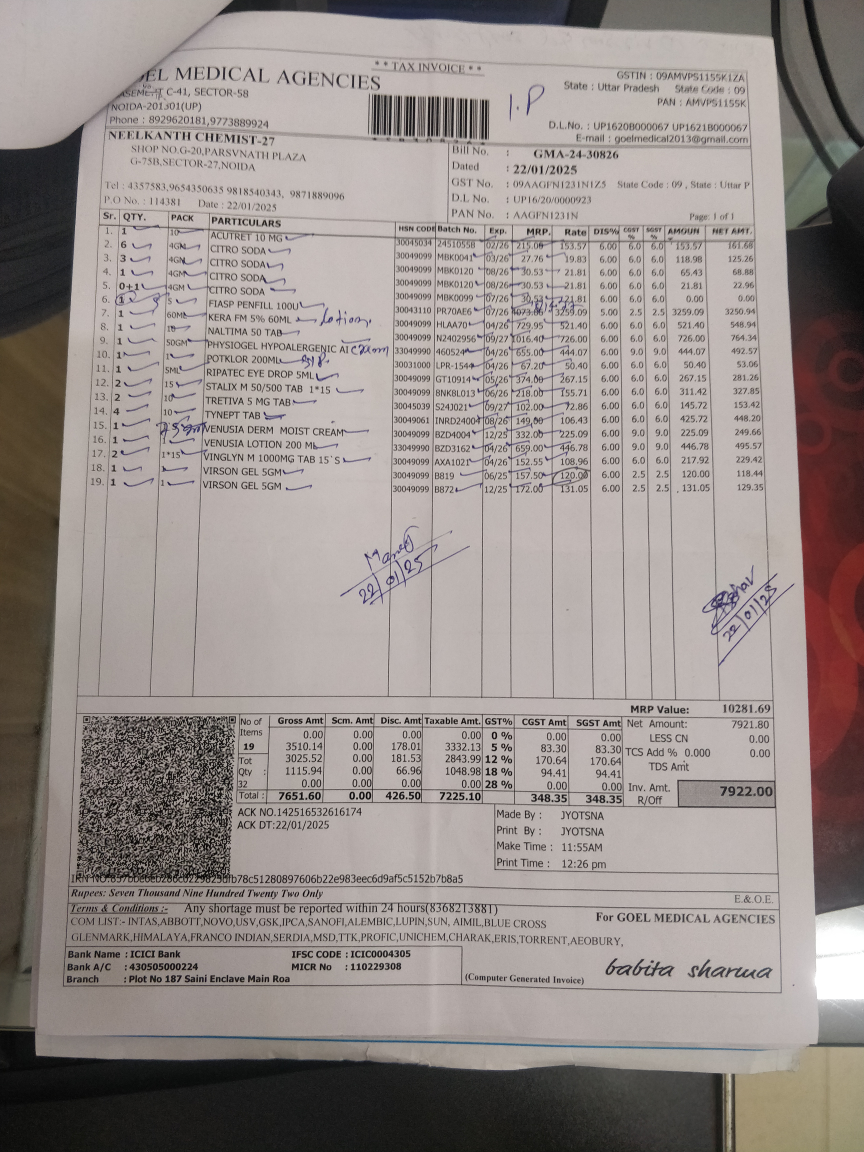 * * TAX INVOICE * *
OEL MEDICAL AGENCIES
C-41, SECTOR-58
NOIDA-201301(UP)
Phone : 8929620181,9773889924
I.P
GSTIN : 09AMVPS1155K1ZA
State : Uttar Pradesh State Code : 09
PAN : AMVPS1155K
D.L.No. : UP1620B000067 UP1621B000067
E-mail : goelmedical2013@gmail.com
NEELKANTH CHEMIST-27
SHOP NO.G-20,PARSVNATH PLAZA
G-75B,SECTOR-27,NOIDA
Tel : 4357583,9654350635 9818540343, 9871889096
P.O No. : 114381 Date : 22/01/2025
Bill No. : GMA-24-30826
Dated : 22/01/2025
GST No. : 09AAGFN1231N1Z5 State Code : 09 , State : Uttar P
D.L No. : UP16/20/0000923
PAN No. : AAGFN1231N Page: 1 of 1
Sr. QTY. PACK PARTICULARS HSN CODE Batch No. Exp. MRP. Rate DIS% CGST % SGST % AMOUN NET AMT.
1. 1 10 ACUTRET 10 MG 30045034 24510558 02/26 215.00 153.57 6.00 6.0 6.0 153.57 161.68
2. 6 4GM CITRO SODA 30049099 MBK0041 03/26 27.76 19.83 6.00 6.0 6.0 118.98 125.26
3. 3 4GM CITRO SODA 30049099 MBK0120 08/26 30.53 21.81 6.00 6.0 6.0 65.43 68.88
4. 1 4GM CITRO SODA 30049099 MBK0120 08/26 30.53 21.81 6.00 6.0 6.0 21.81 22.96
5. 0+1 4GM CITRO SODA 30049099 MBK0099 07/26 30.53 21.81 6.00 6.0 6.0 0.00 0.00
6. 1 5 FIASP PENFILL 100U 30043110 PR70AE6 07/26 3259.09 5.00 2.5 2.5 3259.09 3250.94
7. 1 60ML KERA FM 5% 60ML Lotion 30049099 HLAA70 04/26 729.95 521.40 6.00 6.0 6.0 521.40 548.94
8. 1 10 NALTIMA 50 TAB 30049099 N2402956 09/27 1016.40 726.00 6.00 6.0 6.0 726.00 764.34
9. 1 50GM PHYSIOGEL HYPOALLERGENIC AI Cream 33049990 460524 04/26 655.00 444.07 6.00 9.0 9.0 444.07 492.57
10. 1 1 POTKLOR 200ML 30031000 LPR-1544 04/26 67.20 50.40 6.00 6.0 6.0 50.40 53.06
11. 1 5ML RIPATEC EYE DROP 5ML 30049099 GT10914 05/26 374.00 267.15 6.00 6.0 6.0 267.15 281.26
12. 2 15 STALIX M 50/500 TAB 1*15 30049099 BNK8L013 06/26 218.00 155.71 6.00 6.0 6.0 311.42 327.85
13. 2 10 TRETIVA 5 MG TAB 30045039 S24J021 09/27 102.00 72.86 6.00 6.0 6.0 145.72 153.42
14. 4 10 TYNEPT TAB 30049061 INRD24004 08/26 149.00 106.43 6.00 6.0 6.0 425.72 448.20
15. 1 75gm VENUSIA DERM MOIST CREAM 30049099 BZD4004 12/25 332.00 225.09 6.00 9.0 9.0 225.09 249.66
16. 1 VENUSIA LOTION 200 ML 33049990 BZD3162 04/26 659.00 446.78 6.00 9.0 9.0 446.78 495.57
17. 2 1*15 VINGLYN M 1000MG TAB 15`S 30049099 AXA1021 04/26 152.55 108.96 6.00 6.0 6.0 217.92 229.42
18. 1 1 VIRSON GEL 5GM 30049099 B819 06/25 157.50 120.00 6.00 2.5 2.5 120.00 118.44
19. 1 1 VIRSON GEL 5GM 30049099 B872 12/25 172.00 131.05 6.00 2.5 2.5 131.05 129.35
22/01/25
22/01/25
MRP Value: 10281.69
No of Items 19 Tot Qty : 32
Gross Amt Scm. Amt Disc. Amt Taxable Amt. GST% CGST Amt SGST Amt
0.00 0.00 0.00 0.00 0 % 0.00 0.00
3510.14 0.00 178.01 3332.13 5 % 83.30 83.30
3025.52 0.00 181.53 2843.99 12 % 170.64 170.64
1115.94 0.00 66.96 1048.98 18 % 94.41 94.41
0.00 0.00 0.00 0.00 28 % 0.00 0.00
Total : 7651.60 0.00 426.50 7225.10 348.35 348.35
Net Amount: 7921.80
LESS CN 0.00
TCS Add % 0.000 0.00
TDS Amt
Inv. Amt. R/Off 7922.00
ACK NO.142516532616174
ACK DT:22/01/2025
Made By : JYOTSNA
Print By : JYOTSNA
Make Time : 11:55AM
Print Time : 12:26 pm
Rupees: Seven Thousand Nine Hundred Twenty Two Only
E.&O.E.
Terms & Conditions :- Any shortage must be reported within 24 hours(8368213881)
COM LIST:- INTAS,ABBOTT,NOVO,USV,GSK,IPCA,SANOFI,ALEMBIC,LUPIN,SUN, AIMIL,BLUE CROSS
GLENMARK,HIMALAYA,FRANCO INDIAN,SERDIA,MSD,TTK,PROFIC,UNICHEM,CHARAK,ERIS,TORRENT,AEOBURY,
For GOEL MEDICAL AGENCIES
Bank Name : ICICI Bank IFSC CODE : ICIC0004305
Bank A/C : 430505000224 MICR No : 110229308
Branch : Plot No 187 Saini Enclave Main Roa
(Computer Generated Invoice)
babita sharma